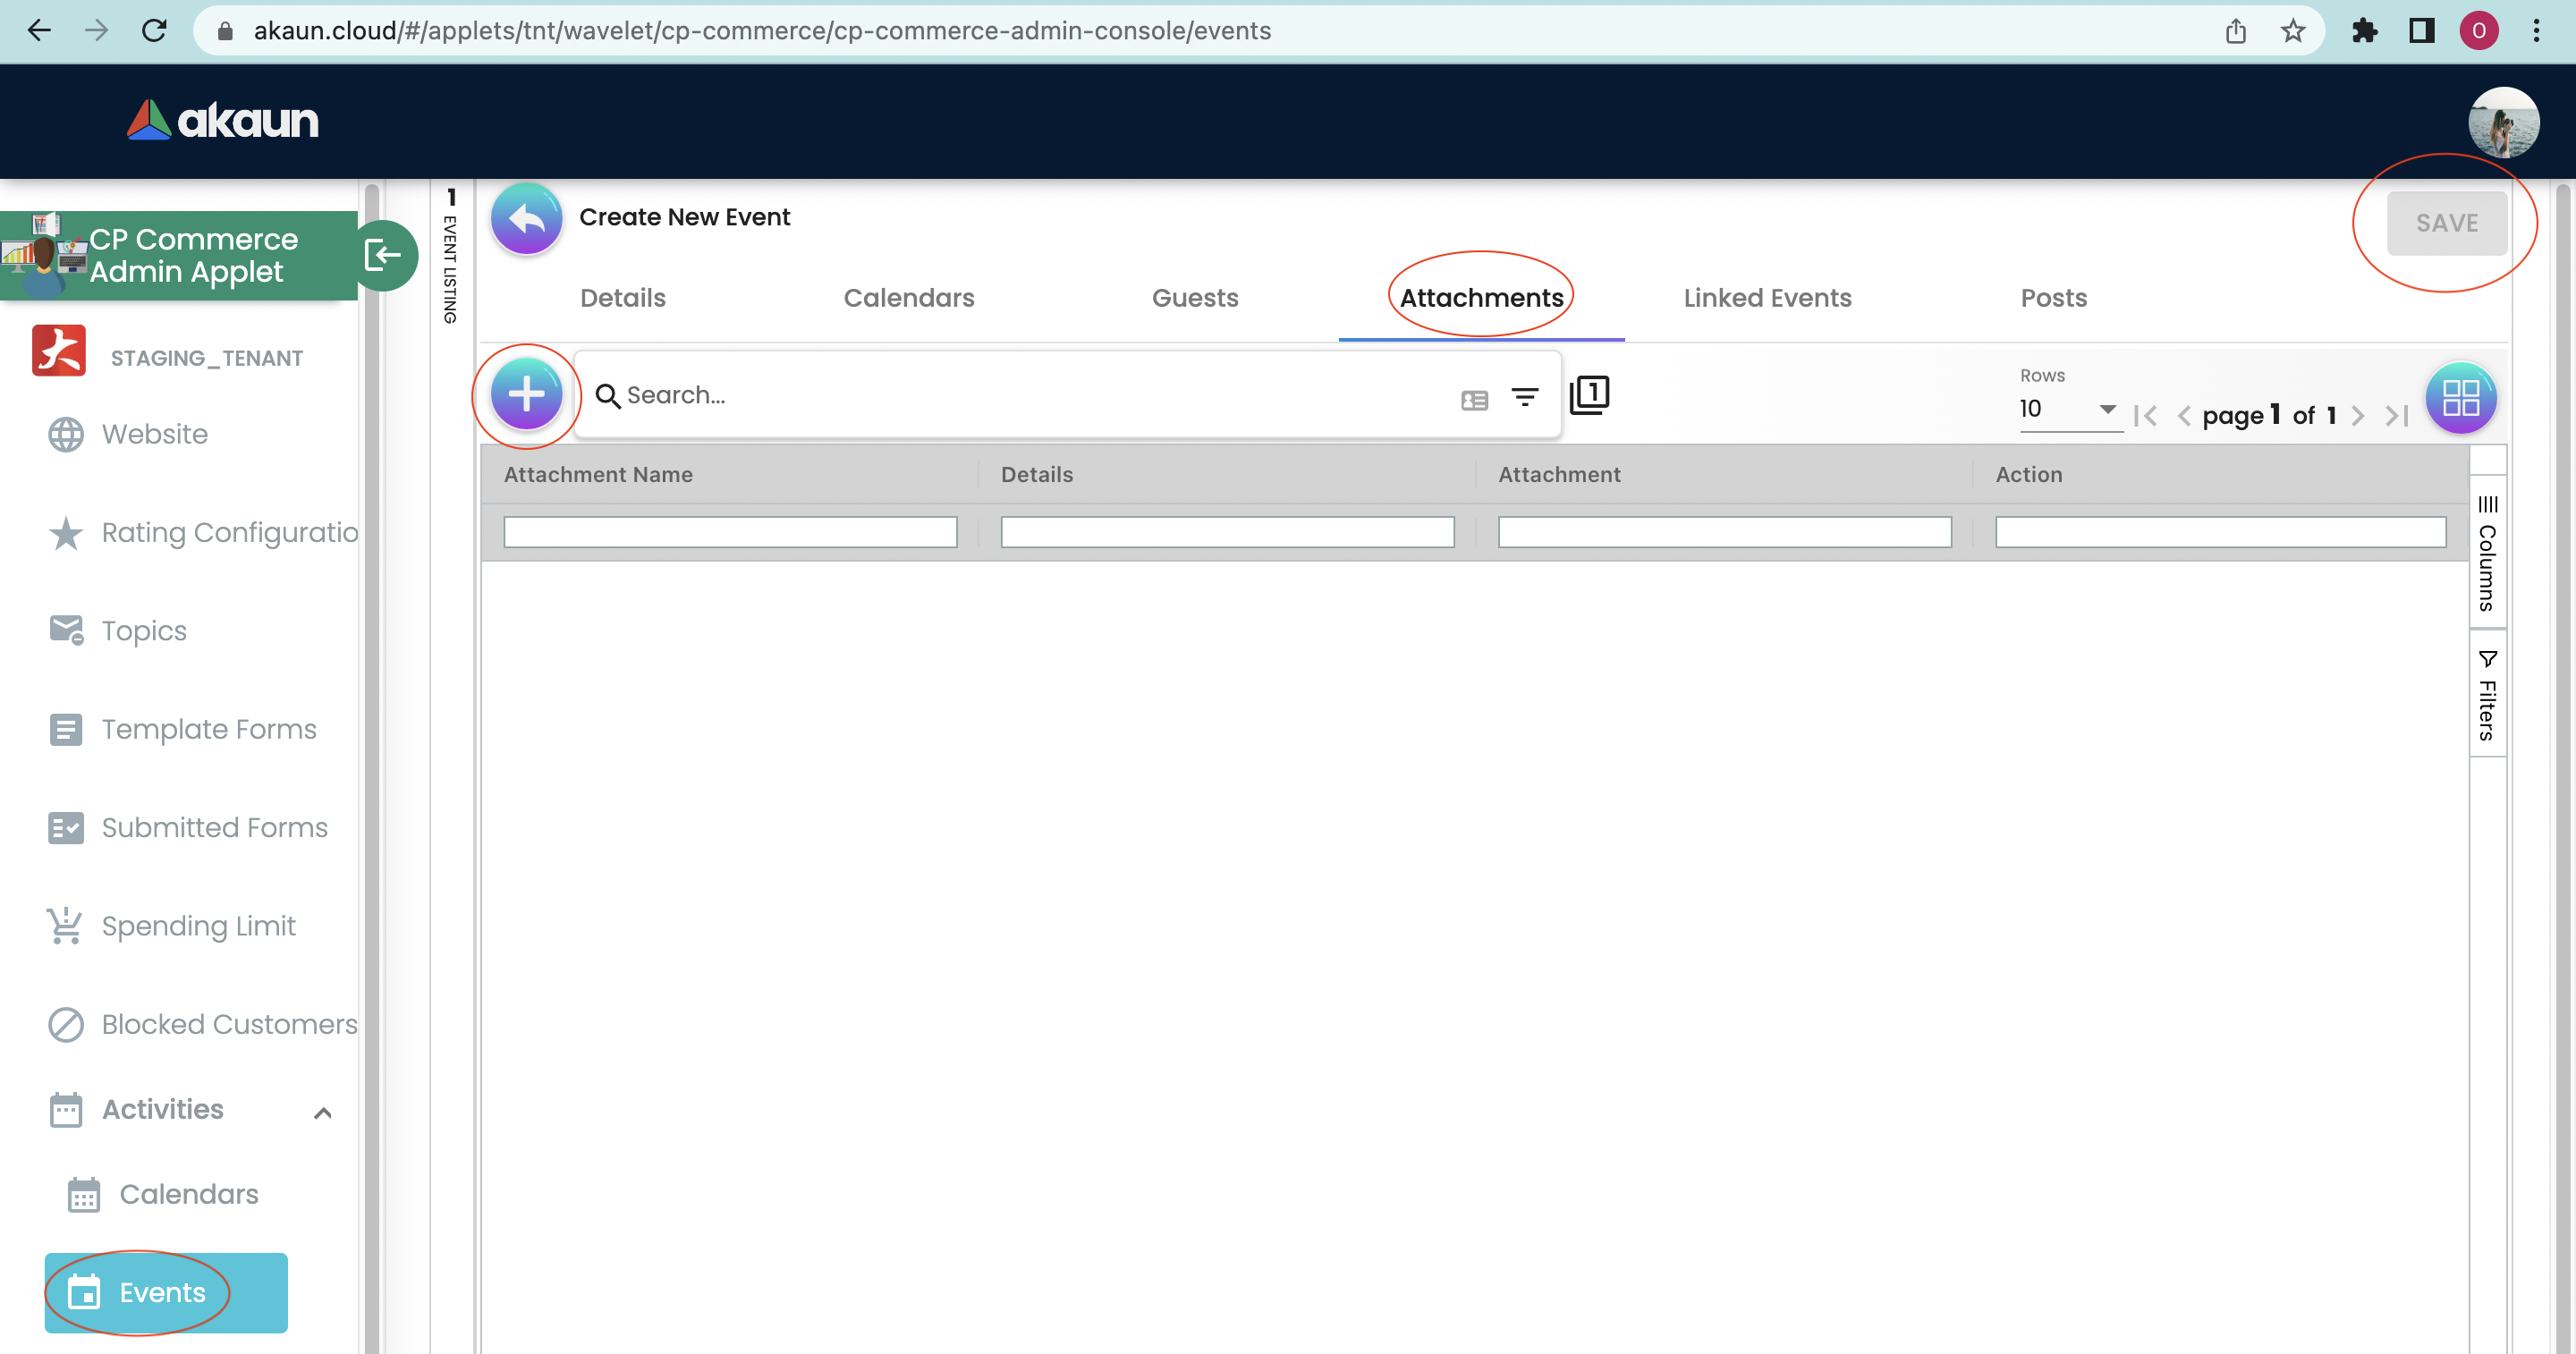 akaun.cloud/#/applets/tnt/wavelet/cp-commerce/cp-commerce-admin-console/events
O
akaun
CP Commerce
Admin Applet
STAGING_TENANT
Website
Rating Configuratio
Topics
Template Forms
Submitted Forms
Spending Limit
Blocked Customers
Activities
Calendars
Events
1 EVENT LISTING
Create New Event
SAVE
Details Calendars Guests Attachments Linked Events Posts
Search...
1
Rows
10
page 1 of 1
Attachment Name Details Attachment Action
Columns
Filters